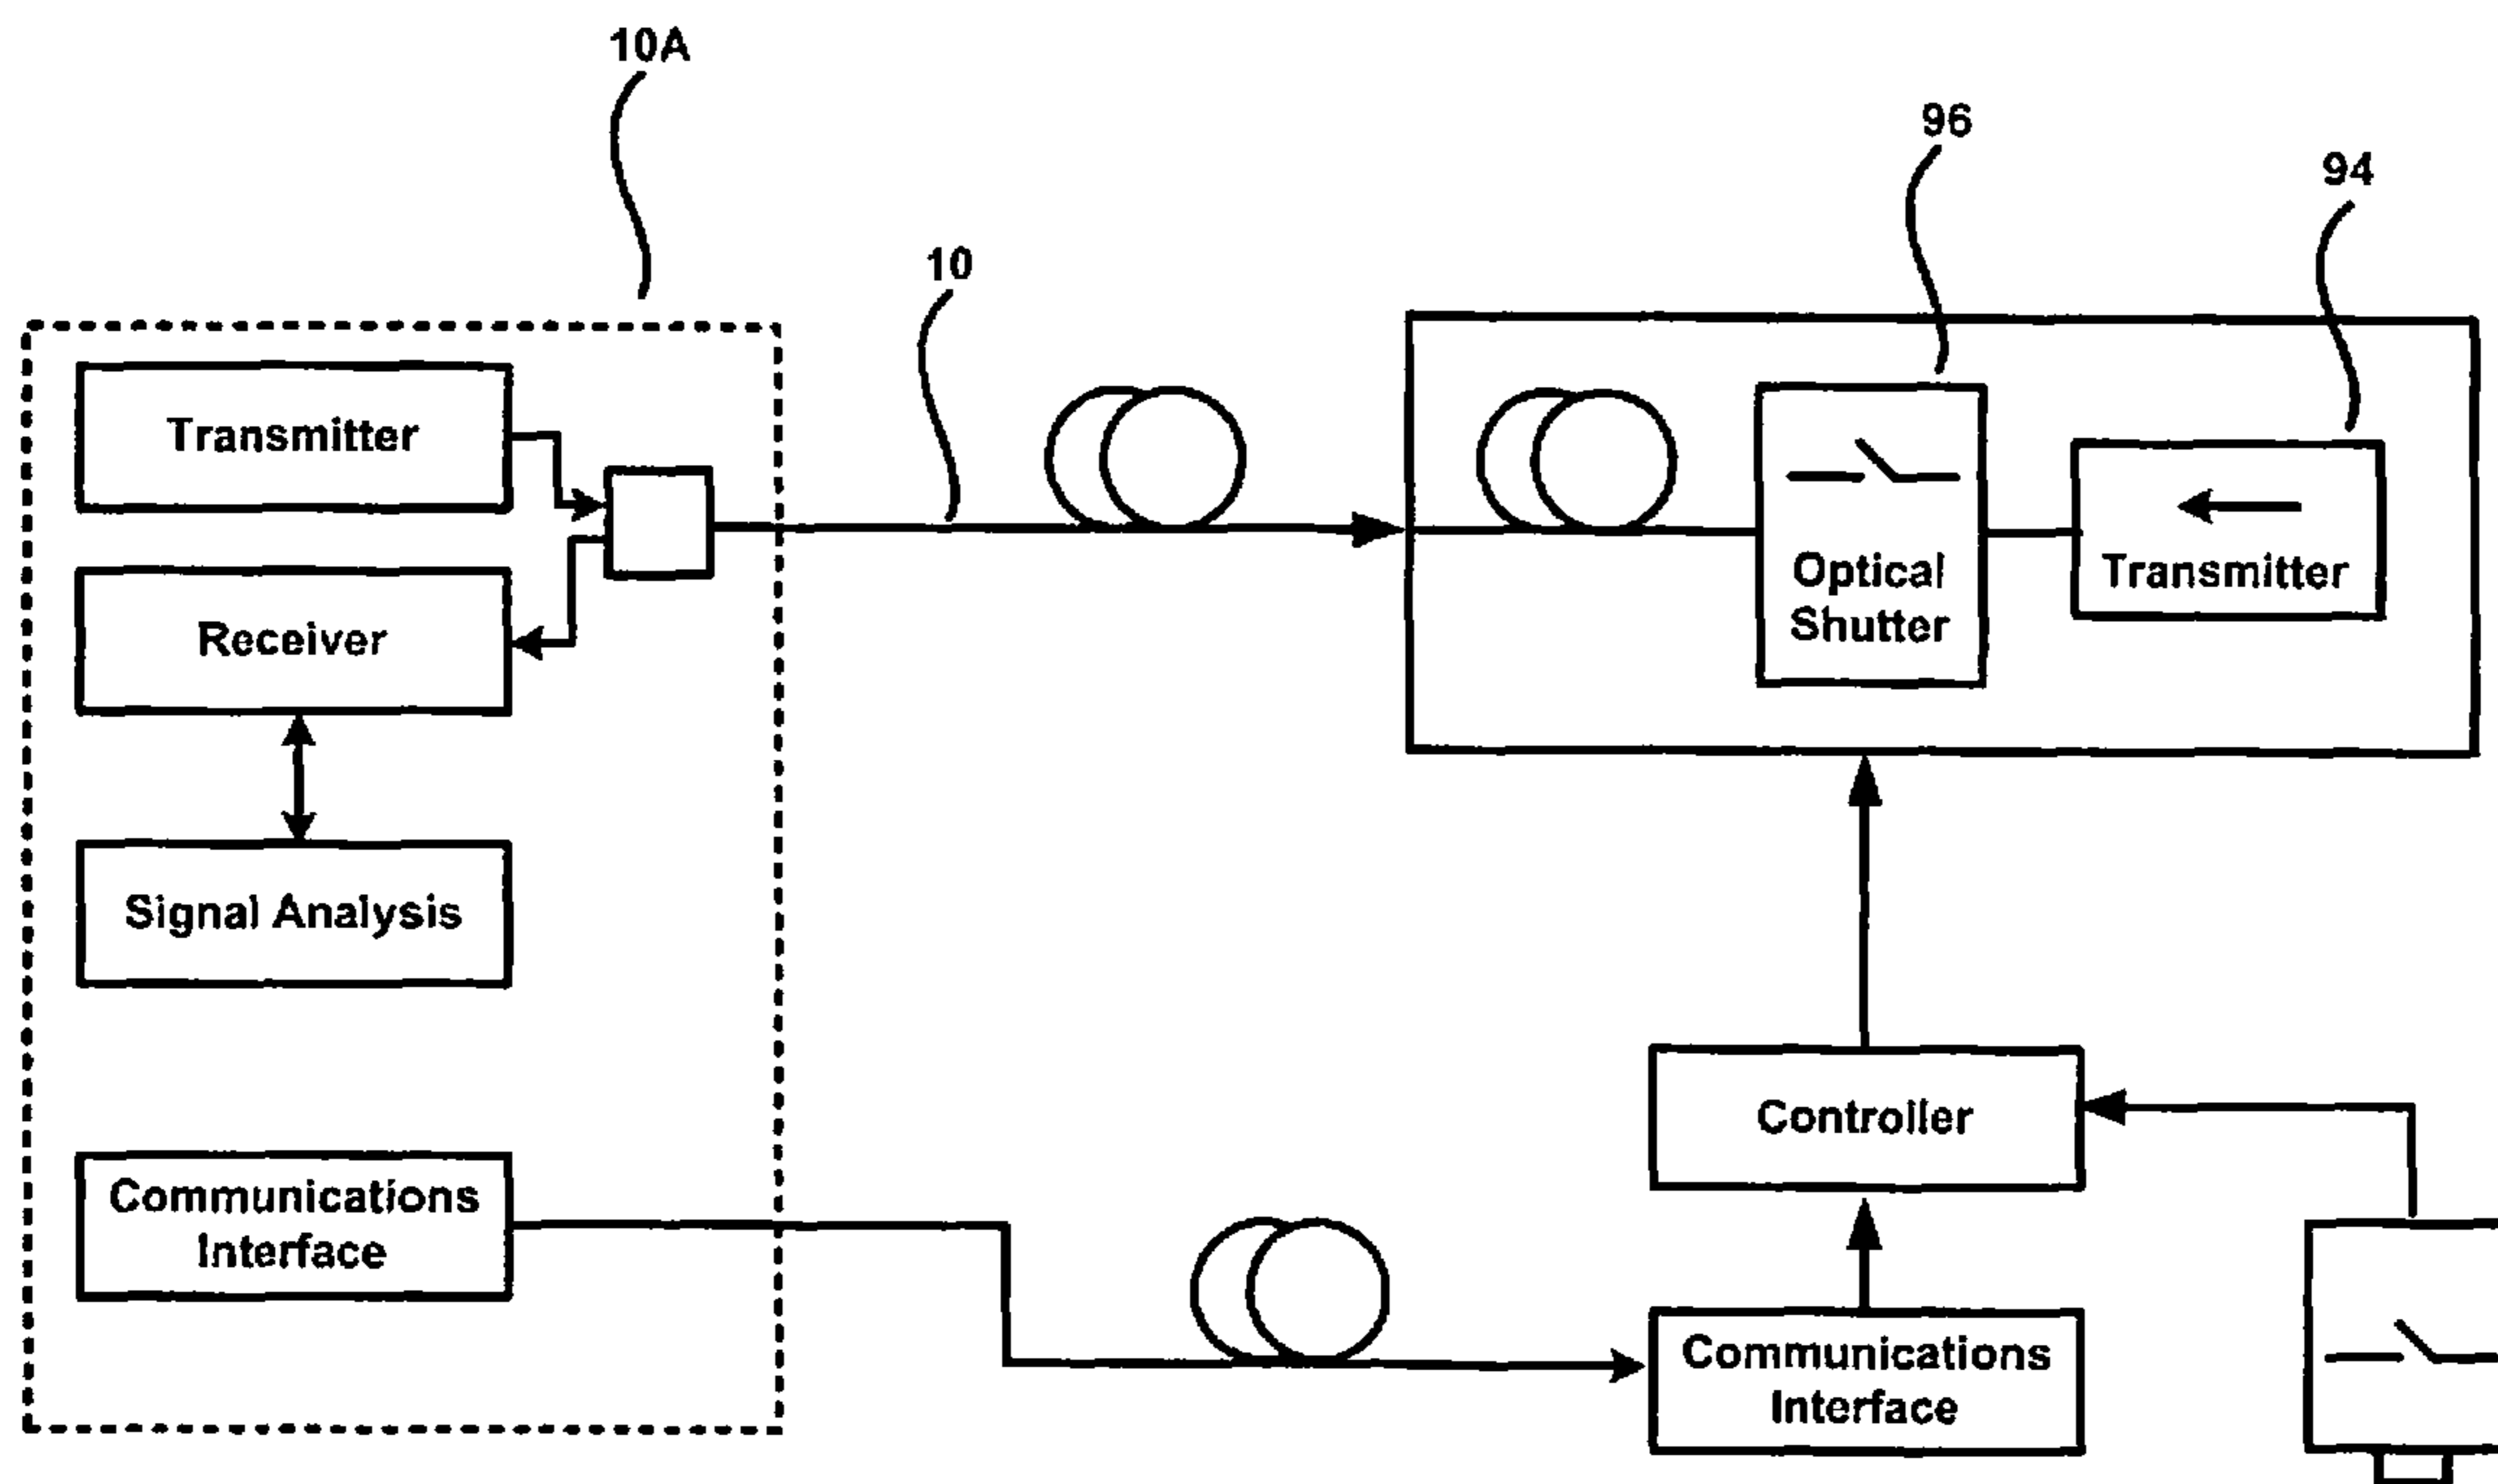 10A
96
94
10
Transmitter
Receiver
Signal Analysis
Communications
Interface
Optical
Shutter
Transmitter
Controller
Communications
Interface